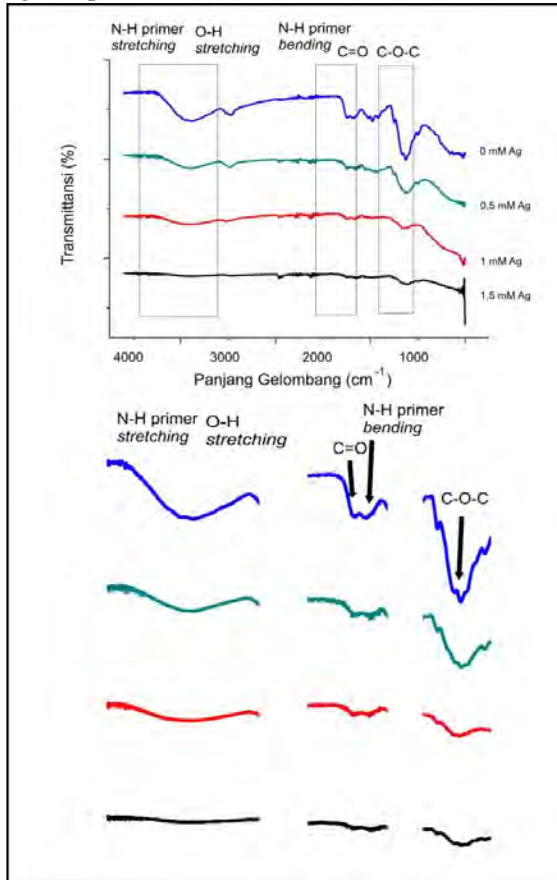 N-H primer
stretching
O-H
stretching
N-H primer
bending
C=O
C-O-C
Transmittansi (%)
0 mM Ag
0.5 mM Ag
1 mM Ag
1,5 mM Ag
4000 3000 2000 1000
Panjang Gelombang (cm⁻¹)
N-H primer
stretching
O-H
stretching
N-H primer
bending
C=O
C-O-C